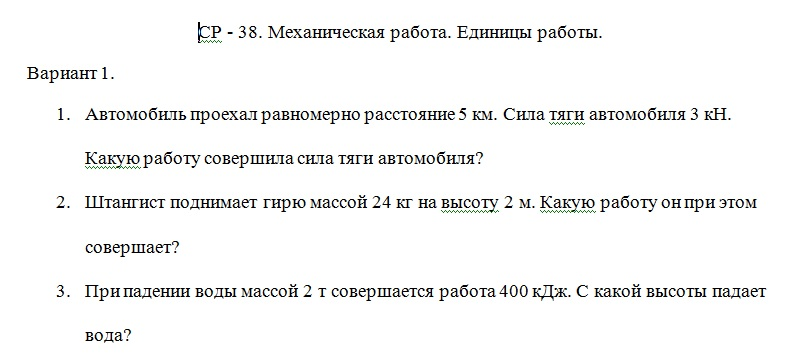 СР - 38. Механическая работа. Единицы работы.
Вариант 1.
1. Автомобиль проехал равномерно расстояние 5 км. Сила тяги автомобиля 3 кН.
Какую работу совершила сила тяги автомобиля?
2. Штангист поднимает гирю массой 24 кг на высоту 2 м. Какую работу он при этом
совершает?
3. При падении воды массой 2 т совершается работа 400 кДж. С какой высоты падает
вода?